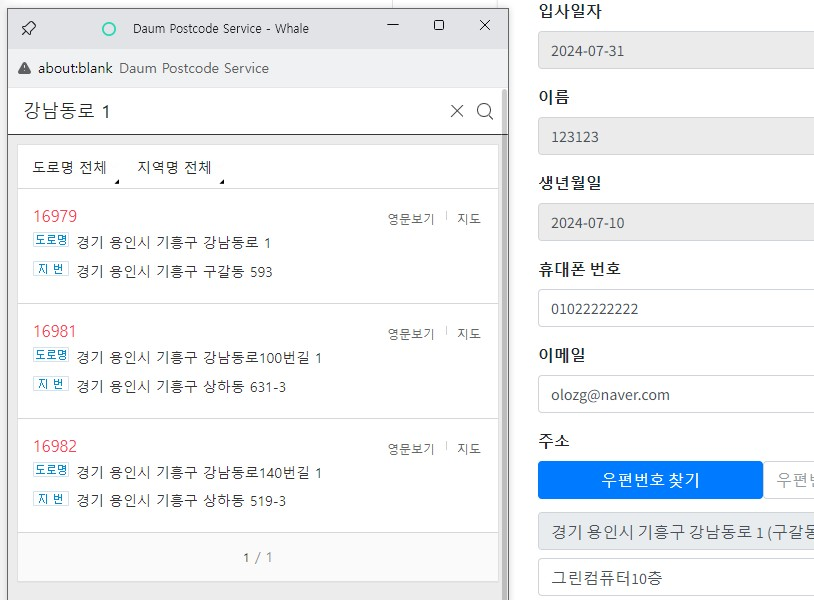 Daum Postcode Service - Whale
about:blank Daum Postcode Service
강남동로 1
도로명 전체 지역명 전체
16979 영문보기 지도
도로명 경기 용인시 기흥구 강남동로 1
지 번 경기 용인시 기흥구 구갈동 593
16981 영문보기 지도
도로명 경기 용인시 기흥구 강남동로100번길 1
지 번 경기 용인시 기흥구 상하동 631-3
16982 영문보기 지도
도로명 경기 용인시 기흥구 강남동로140번길 1
지 번 경기 용인시 기흥구 상하동 519-3
1 / 1
입사일자
2024-07-31
이름
123123
생년월일
2024-07-10
휴대폰 번호
01022222222
이메일
olozg@naver.com
주소
우편번호 찾기 우편
경기 용인시 기흥구 강남동로 1 (구갈동
그린컴퓨터10층